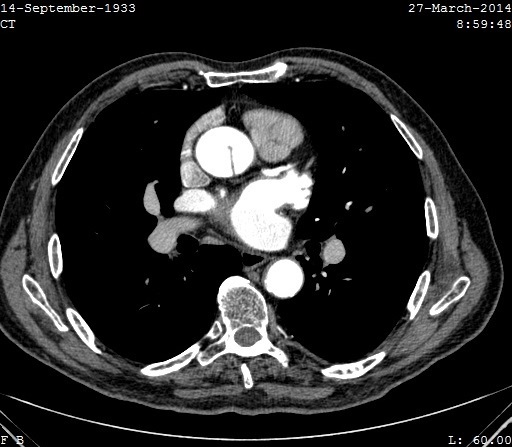 14-September-1933 27-March-2014
CT 8:59:48
F B L: 60.00